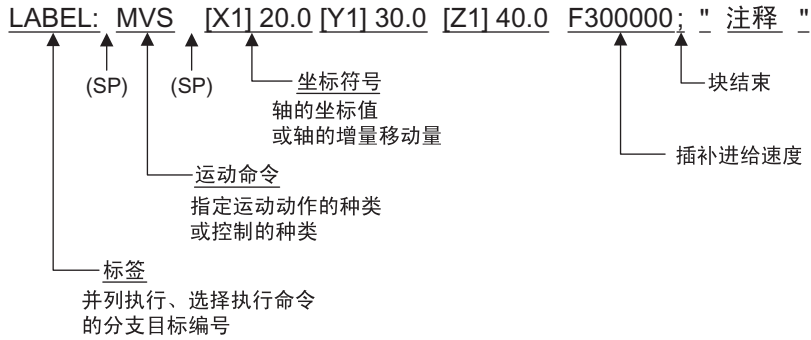 LABEL: MVS [X1] 20.0 [Y1] 30.0 [Z1] 40.0 F300000; " 注释 "
(SP) (SP) 坐标符号 块结束
轴的坐标值
或轴的增量移动量
插补进给速度
运动命令
指定运动动作的种类
或控制的种类
标签
并列执行、选择执行命令
的分支目标编号